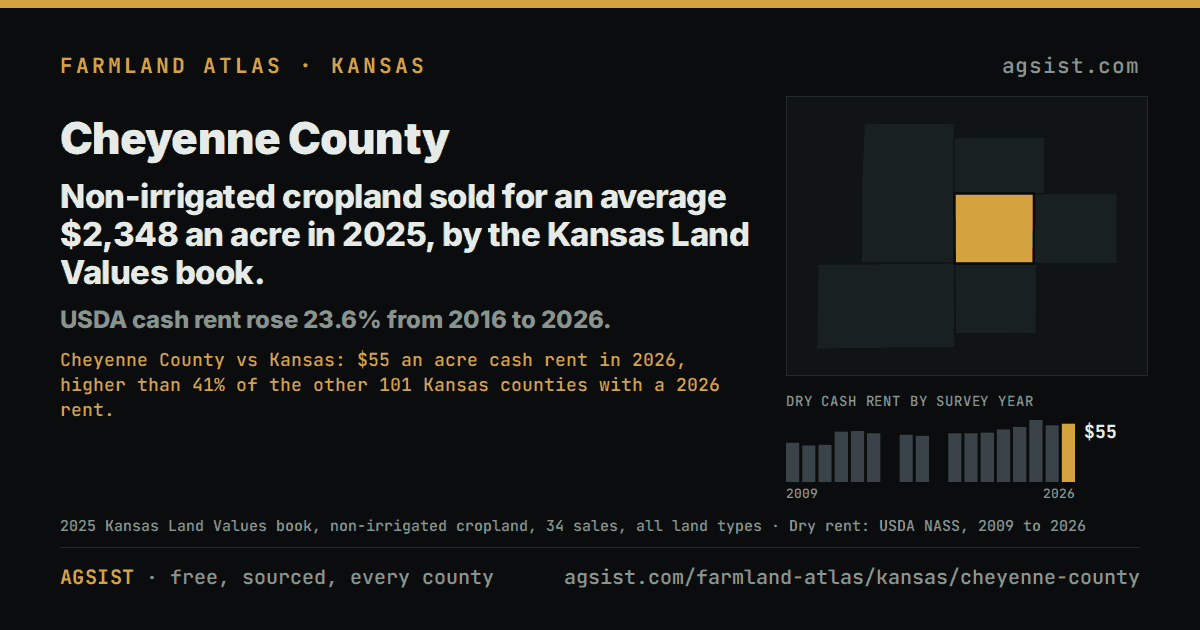 FARMLAND ATLAS · KANSAS
agsist.com
Cheyenne County
Non-irrigated cropland sold for an average
$2,348 an acre in 2025, by the Kansas Land
Values book.
USDA cash rent rose 23.6% from 2016 to 2026.
Cheyenne County vs Kansas: $55 an acre cash rent in 2026,
higher than 41% of the other 101 Kansas counties with a 2026
rent.
DRY CASH RENT BY SURVEY YEAR
$55
2009
2026
2025 Kansas Land Values book, non-irrigated cropland, 34 sales, all land types · Dry rent: USDA NASS, 2009 to 2026
AGSIST · free, sourced, every county
agsist.com/farmland-atlas/kansas/cheyenne-county